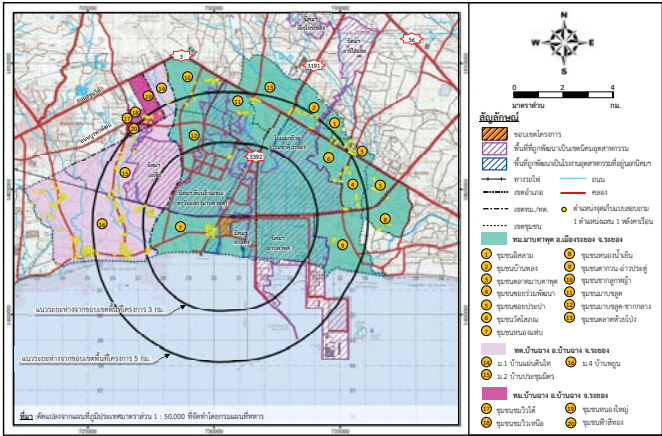 725000
730000
735000
36
3191
3
3392
นิคมฯ
มาบตาพุด
แนวระยะห่างจากขอบเขตพื้นที่โครงการ 3 กม.
แนวระยะห่างจากขอบเขตพื้นที่โครงการ 5 กม.
ที่มา : ดัดแปลงจากแผนที่ภูมิประเทศมาตราส่วน 1 : 50,000 ที่จัดทำโดยกรมแผนที่ทหาร
725000
730000
735000
N
W E
S
0 2 4
มาตราส่วน กม.
สัญลักษณ์
ขอบเขตโครงการ
พื้นที่ที่ถูกพัฒนาเป็นเขตนิคมอุตสาหกรรม
พื้นที่ที่ถูกพัฒนาเป็นโรงงานอุตสาหกรรมที่อยู่นอกนิคมฯ
ทางรถไฟ ถนน
เขตอำเภอ คลอง
เขตทม./ทต. ตำแหน่งจุดเก็บแบบสอบถาม
เขตชุมชน 1 ตำแหน่งแทน 1 หลังคาเรือน
ทม.มาบตาพุด อ.เมืองระยอง จ.ระยอง
1 ชุมชนอิสลาม
2 ชุมชนบ้านพลง
3 ชุมชนตลาดมาบตาพุด
4 ชุมชนซอยร่วมพัฒนา
5 ชุมชนซอยประปา
6 ชุมชนวัดโสภณ
7 ชุมชนหนองแฟบ
8 ชุมชนหนองน้ำเย็น
9 ชุมชนตากวน-อ่าวประดู่
10 ชุมชนชากลูกหญ้า
11 ชุมชนมาบชลูด
12 ชุมชนมาบชลูด-ชากกลาง
13 ชุมชนตลาดห้วยโป่ง
ทต.บ้านฉาง อ.บ้านฉาง จ.ระยอง
14 ม.1 บ้านเนินดินไท
15 ม.2 บ้านประชุมมิตร
16 ม.4 บ้านพยูน
ทม.บ้านฉาง อ.บ้านฉาง จ.ระยอง
17 ชุมชนชมวิวใต้
18 ชุมชนชมวิวเหนือ
19 ชุมชนหนองใหญ่
20 ชุมชนฟ้าสีทอง